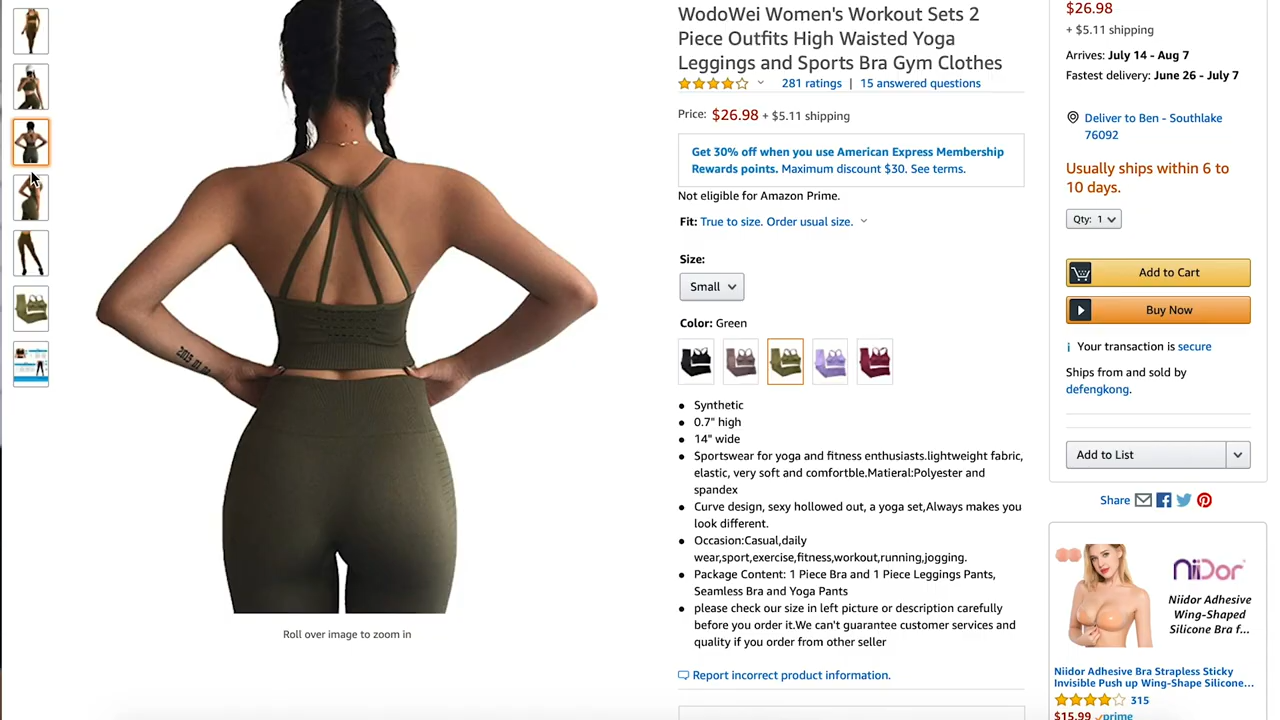 WodoWei Women's Workout Sets 2
Piece Outfits High Waisted Yoga
Leggings and Sports Bra Gym Clothes
281 ratings | 15 answered questions
Price: $26.98 + $5.11 shipping
Get 30% off when you use American Express Membership
Rewards points. Maximum discount $30. See terms.
Not eligible for Amazon Prime.
Fit: True to size. Order usual size.
Size:
Small
Color: Green
Synthetic
0.7" high
14" wide
Sportswear for yoga and fitness enthusiasts.lightweight fabric,
elastic, very soft and comfortble.Matieral:Polyester and
spandex
Curve design, sexy hollowed out, a yoga set,Always makes you
look different.
Occasion:Casual,daily
wear,sport,exercise,fitness,workout,running,jogging.
Package Content: 1 Piece Bra and 1 Piece Leggings Pants,
Seamless Bra and Yoga Pants
please check our size in left picture or description carefully
before you order it.We can't guarantee customer services and
quality if you order from other seller
Report incorrect product information.
Roll over image to zoom in
$26.98
+ $5.11 shipping
Arrives: July 14 - Aug 7
Fastest delivery: June 26 - July 7
Deliver to Ben - Southlake
76092
Usually ships within 6 to
10 days.
Qty: 1
Add to Cart
Buy Now
Your transaction is secure
Ships from and sold by
defengkong.
Add to List
Share
NiiDor
Niidor Adhesive
Wing-Shaped
Silicone Bra f...
Niidor Adhesive Bra Strapless Sticky
Invisible Push up Wing-Shape Silicone...
315
$15.99 prime